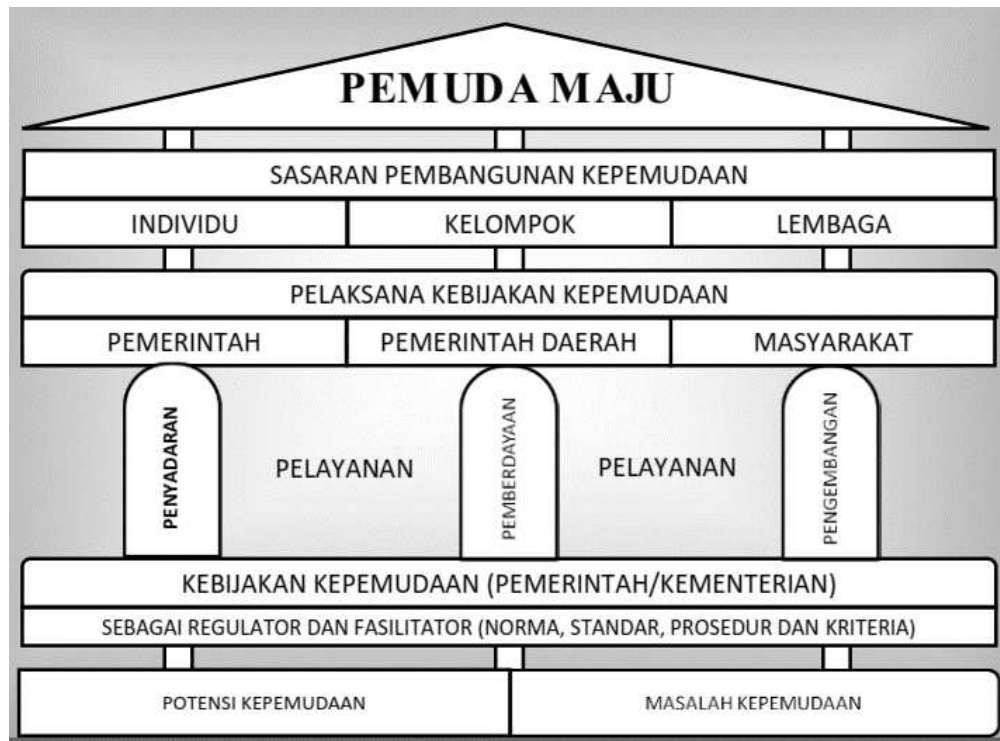 PEMUDA MAJU
SASARAN PEMBANGUNAN KEPEMUDAAN
INDIVIDU
KELOMPOK
LEMBAGA
PELAKSANA KEBIJAKAN KEPEMUDAAN
PEMERINTAH
PEMERINTAH DAERAH
MASYARAKAT
PENYADARAN
PELAYANAN
PEMBERDAYAAN
PELAYANAN
PENGEMBANGAN
KEBIJAKAN KEPEMUDAAN (PEMERINTAH/KEMENTERIAN)
SEBAGAI REGULATOR DAN FASILITATOR (NORMA, STANDAR, PROSEDUR DAN KRITERIA)
POTENSI KEPEMUDAAN
MASALAH KEPEMUDAAN